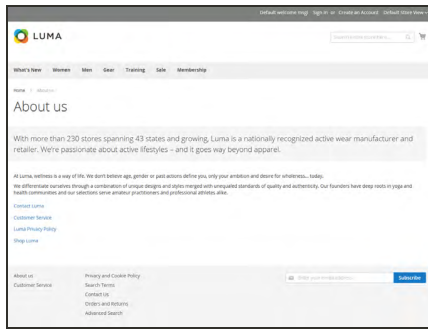 Default welcome msg! Sign In or Create an Account Default Store View
LUMA
What's New Women Men Gear Training Sale Membership
Home About us
About us
With more than 230 stores spanning 43 states and growing, Luma is a nationally recognized active wear manufacturer and
retailer. We're passionate about active lifestyles – and it goes way beyond apparel.
At Luma, wellness is a way of life. We don't believe age, gender or past actions define you, only your ambition and desire for wholeness... today.
We differentiate ourselves through a combination of unique designs and styles merged with unequaled standards of quality and authenticity. Our founders have deep roots in yoga and
health communities and our selections serve amateur practitioners and professional athletes alike.
Contact Luma
Customer Service
Luma Privacy Policy
Shop Luma
About us Privacy and Cookie Policy Enter your email address Subscribe
Customer Service Search Terms
Contact Us
Orders and Returns
Advanced Search